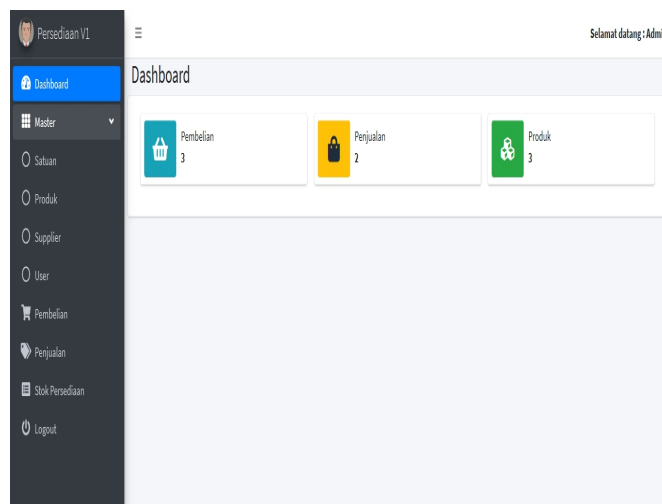 Persediaan V1
Selamat datang : Admi
Dashboard
Dashboard
Master
Satuan
Produk
Supplier
User
Pembelian
Penjualan
Stok Persediaan
Logout
Pembelian
3
Penjualan
2
Produk
3